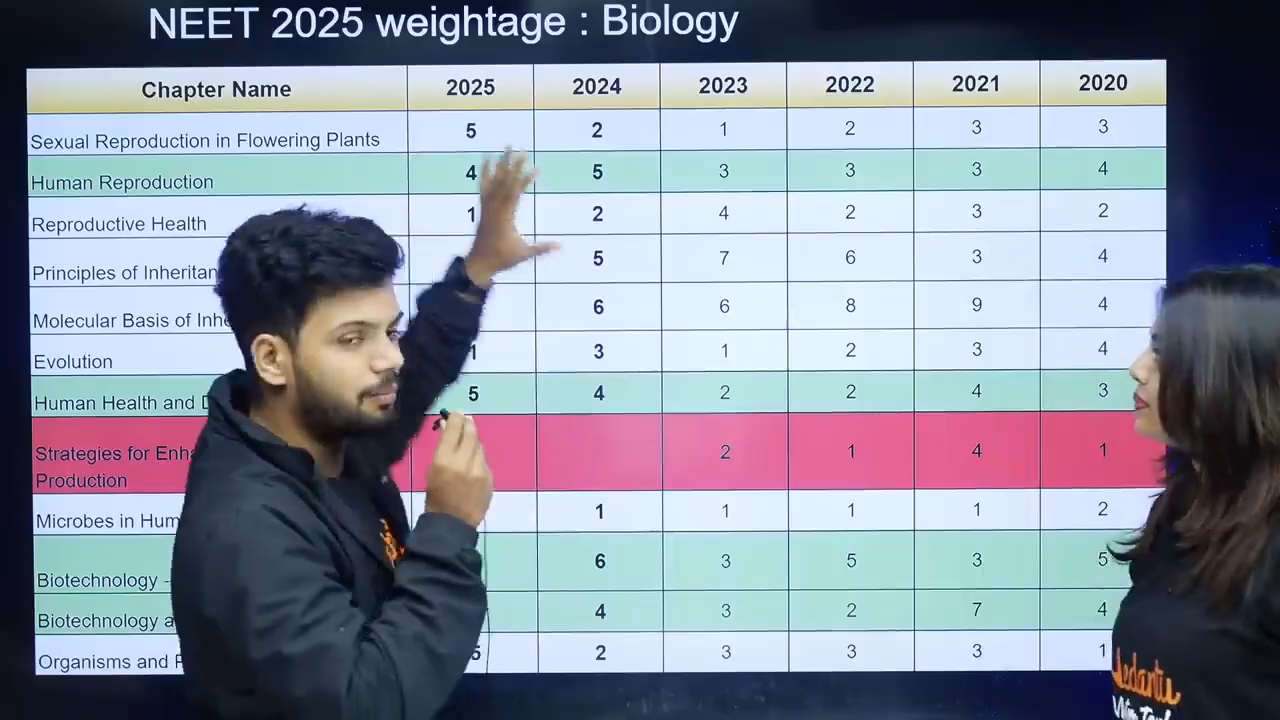 NEET 2025 weightage : Biology
Chapter Name 2025 2024 2023 2022 2021 2020
Sexual Reproduction in Flowering Plants 5 2 1 2 3 3
Human Reproduction 4 5 3 3 3 4
Reproductive Health 1 2 4 2 3 2
Principles of 5 7 6 3 4
Molecular Basis of 6 6 8 9 4
Evolution 1 3 1 2 3 4
Human Health and 5 4 2 2 4 3
Strategies for
Production 2 1 4 1
Microbes in 1 1 1 1 2
Biotechnology - 6 3 5 3 5
Biotechnology 4 3 2 7 4
Organisms and 5 2 3 3 3 1
Vedantu